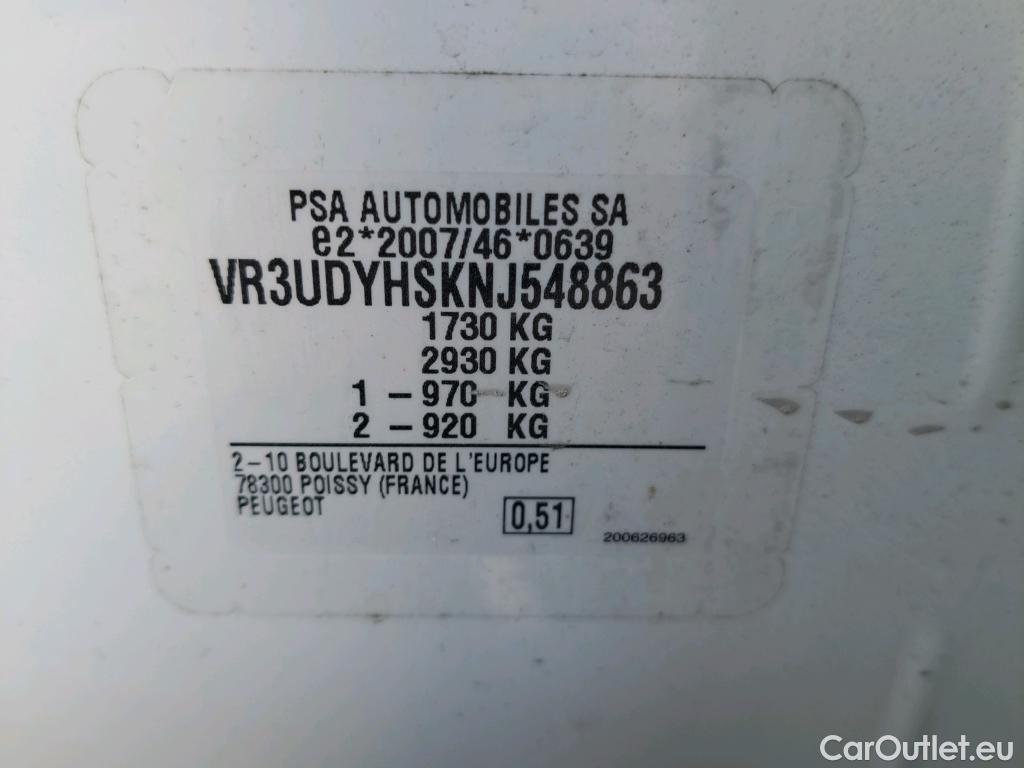 PSA AUTOMOBILES SA
e2*2007/46*0639
VR3UDYHSKNJ548863
1730 KG
2930 KG
1 – 970 KG
2 – 920 KG
2–10 BOULEVARD DE L'EUROPE
78300 POISSY (FRANCE)
PEUGEOT
0,51
200626963
CarOutlet.eu